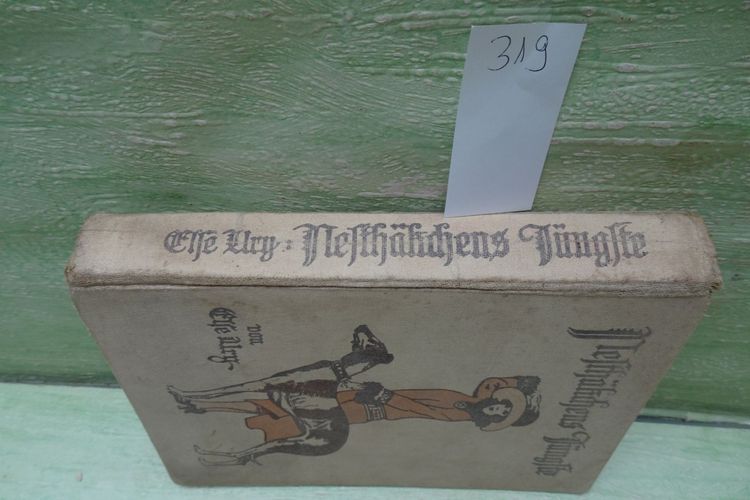 319
Else Ury: Nesthäkchens Jüngste
Nesthäkchens Jüngste
von
Else Ury